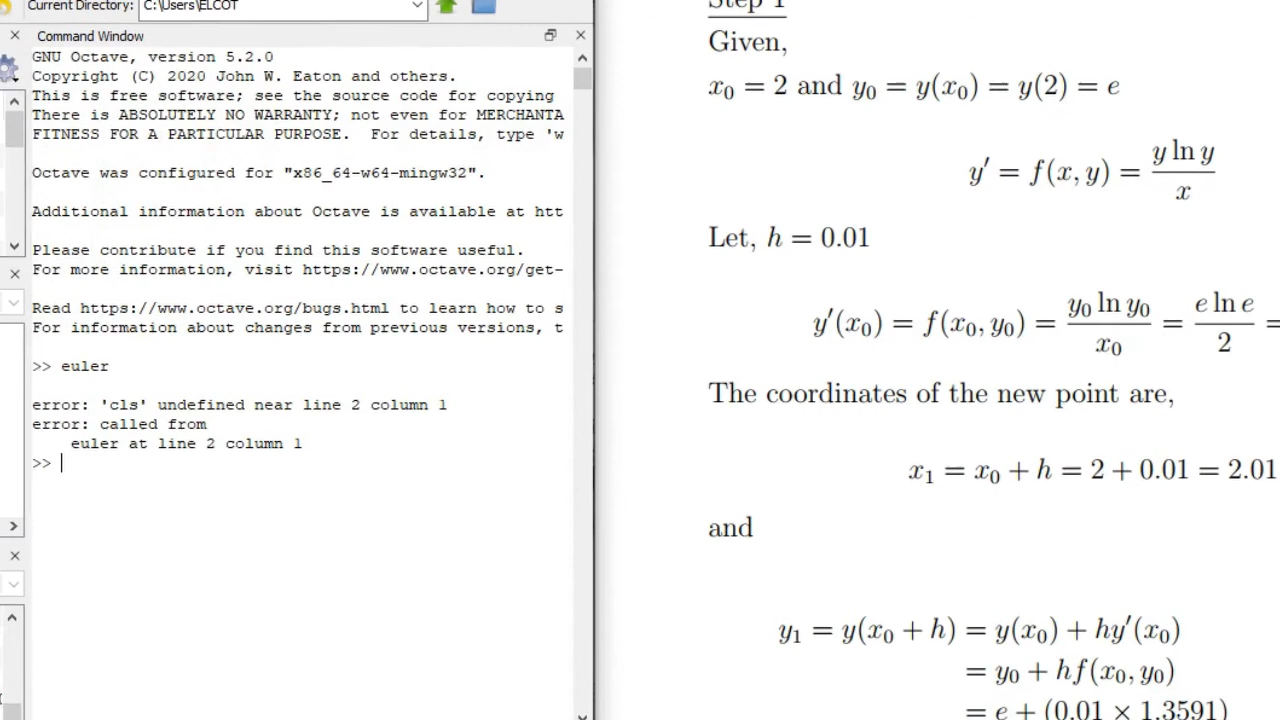 Current Directory: C:\Users\ELCOT
Command Window
GNU Octave, version 5.2.0
Copyright (C) 2020 John W. Eaton and others.
This is free software; see the source code for copying
There is ABSOLUTELY NO WARRANTY; not even for MERCHANTA
FITNESS FOR A PARTICULAR PURPOSE.  For details, type 'w
Octave was configured for "x86_64-w64-mingw32".
Additional information about Octave is available at htt
Please contribute if you find this software useful.
For more information, visit https://www.octave.org/get-
Read https://www.octave.org/bugs.html to learn how to s
For information about changes from previous versions, t
>> euler
error: 'cls' undefined near line 2 column 1
error: called from
euler at line 2 column 1
>>
Step 1
Given,
x₀ = 2 and y₀ = y(x₀) = y(2) = e
y′ = f(x, y) = y ln y / x
Let, h = 0.01
y′(x₀) = f(x₀, y₀) = y₀ ln y₀ / x₀ = e ln e / 2 =
The coordinates of the new point are,
x₁ = x₀ + h = 2 + 0.01 = 2.01
and
y₁ = y(x₀ + h) = y(x₀) + hy′(x₀)
= y₀ + hf(x₀, y₀)
= e + (0.01 × 1.3591)